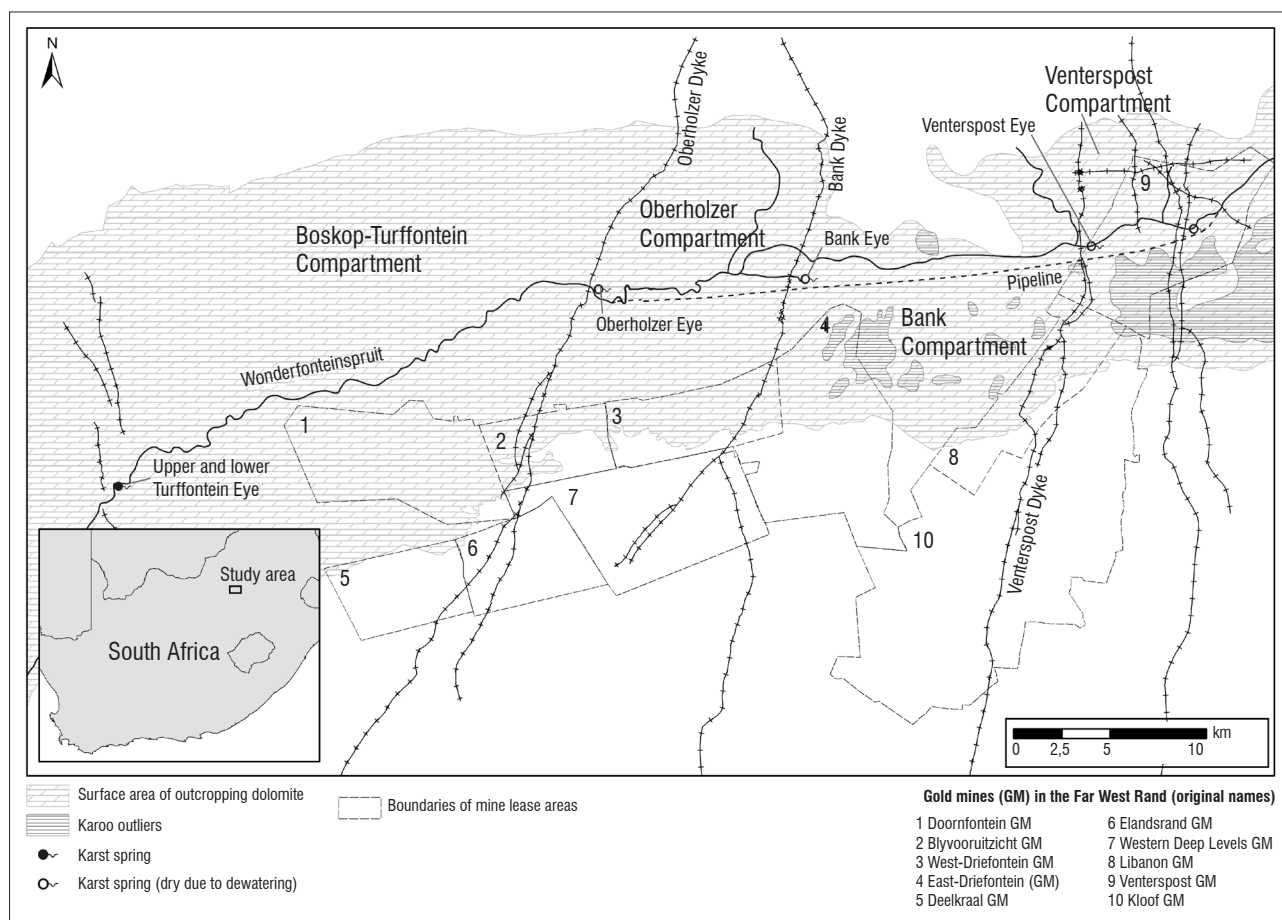 N
Oberholzer Dyke
Bank Dyke
Venterspost
Compartment
Venterspost Eye
9
Oberholzer
Compartment
Boskop-Turffontein
Compartment
Bank Eye
Pipeline
Oberholzer Eye
4
Bank
Compartment
Wonderfonteinspruit
1
2
3
8
Upper and lower
Turffontein Eye
7
Venterspost Dyke
10
6
5
Study area
South Africa
km
0 2,5 5 10
Surface area of outcropping dolomite
Karoo outliers
Karst spring
Karst spring (dry due to dewatering)
Boundaries of mine lease areas
Gold mines (GM) in the Far West Rand (original names)
1 Doornfontein GM
2 Blyvooruitzicht GM
3 West-Driefontein GM
4 East-Driefontein (GM)
5 Deelkraal GM
6 Elandsrand GM
7 Western Deep Levels GM
8 Libanon GM
9 Venterspost GM
10 Kloof GM